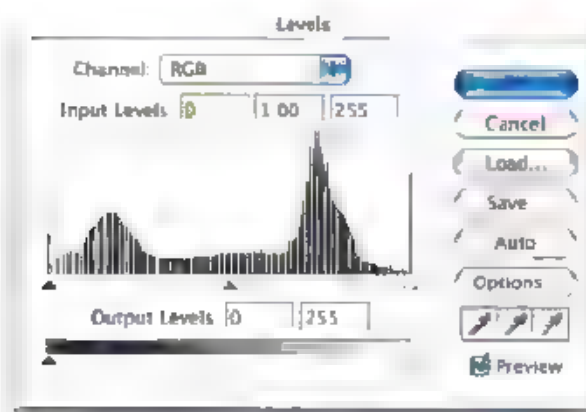 Levels
Channel: RGB
Input Levels 0 1.00 255
Cancel
Load...
Save
Auto
Options
Output Levels 0 255
Preview